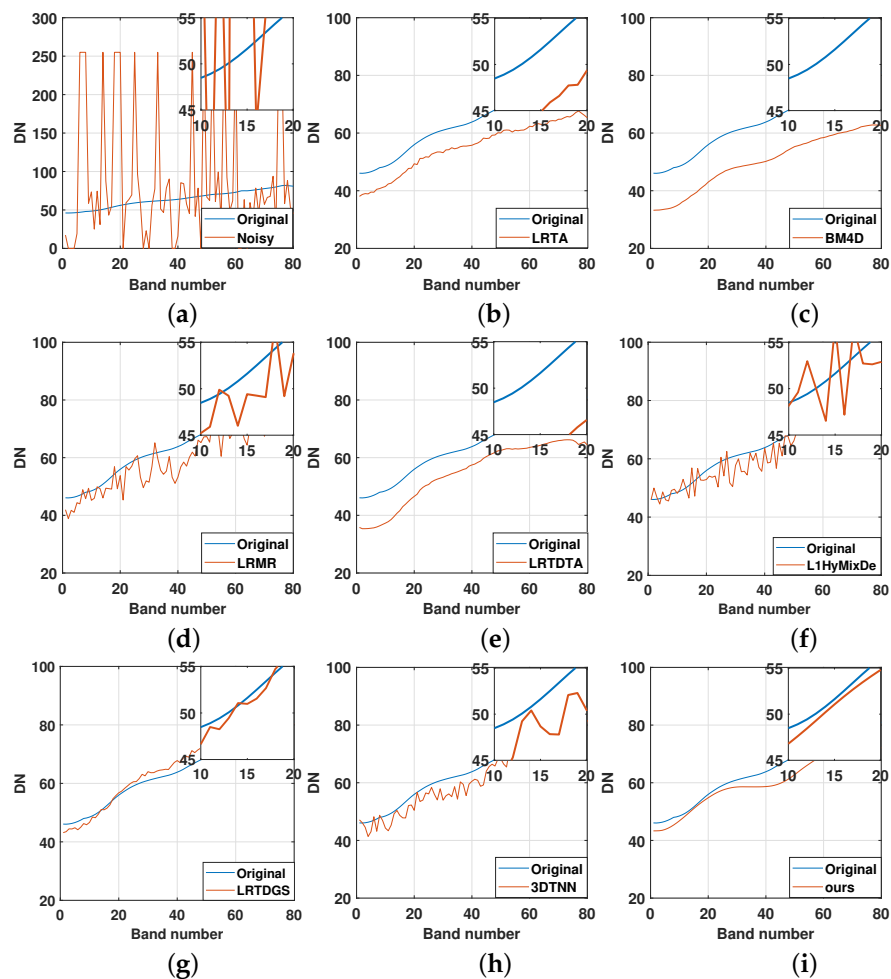 300
250
200
150
100
50
0
DN
55
50
45
10 20
Original
Noisy
0 20 40 60 80
Band number
(a)
100
80
60
40
20
DN
55
50
45
10 20
Original
LRTA
0 20 40 60 80
Band number
(b)
100
80
60
40
20
DN
55
50
45
10 20
Original
BM4D
0 20 40 60 80
Band number
(c)
100
80
60
40
20
DN
55
50
45
10 20
Original
LRMR
0 20 40 60 80
Band number
(d)
100
80
60
40
20
DN
55
50
45
10 20
Original
LRTDTA
0 20 40 60 80
Band number
(e)
100
80
60
40
20
DN
55
50
45
10 20
Original
L1HyMixDe
0 20 40 60 80
Band number
(f)
100
80
60
40
20
DN
55
50
45
10 20
Original
LRTDGS
0 20 40 60 80
Band number
(g)
100
80
60
40
20
DN
55
50
45
10 20
Original
3DTNN
0 20 40 60 80
Band number
(h)
100
80
60
40
20
DN
55
50
45
10 20
Original
ours
0 20 40 60 80
Band number
(i)